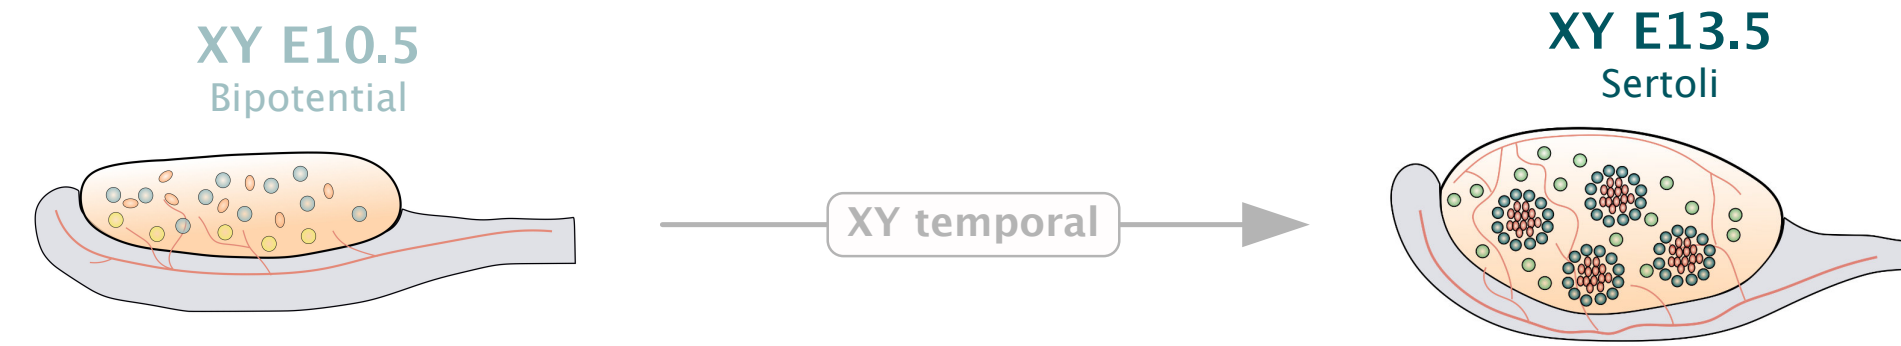 XY E10.5
Bipotential
XY temporal
XY E13.5
Sertoli